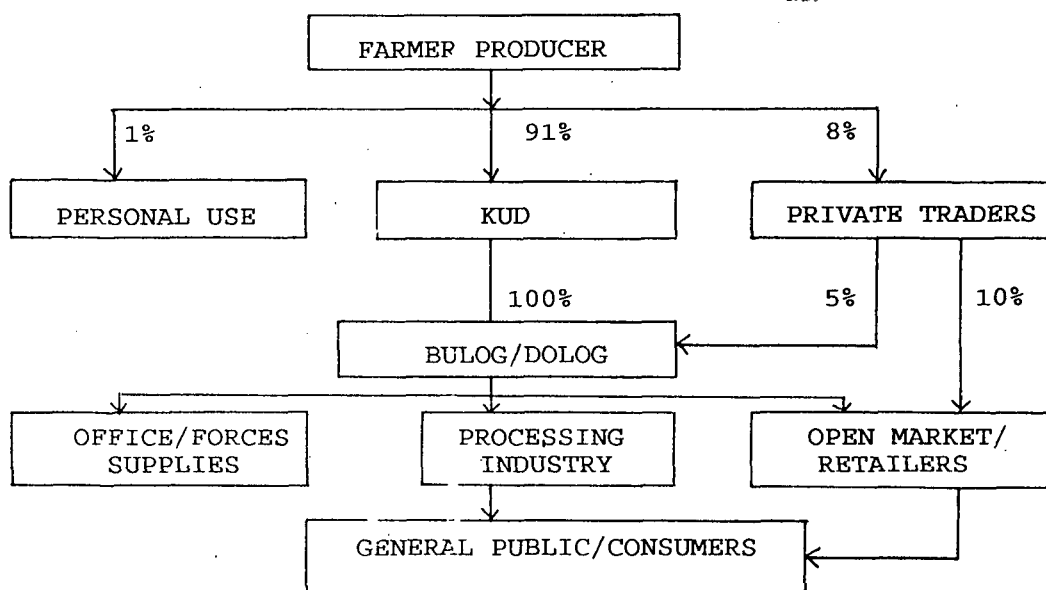 FARMER PRODUCER
1% 91% 8%
PERSONAL USE KUD PRIVATE TRADERS
100% 5% 10%
BULOG/DOLOG
OFFICE/FORCES
SUPPLIES
PROCESSING
INDUSTRY
OPEN MARKET/
RETAILERS
GENERAL PUBLIC/CONSUMERS